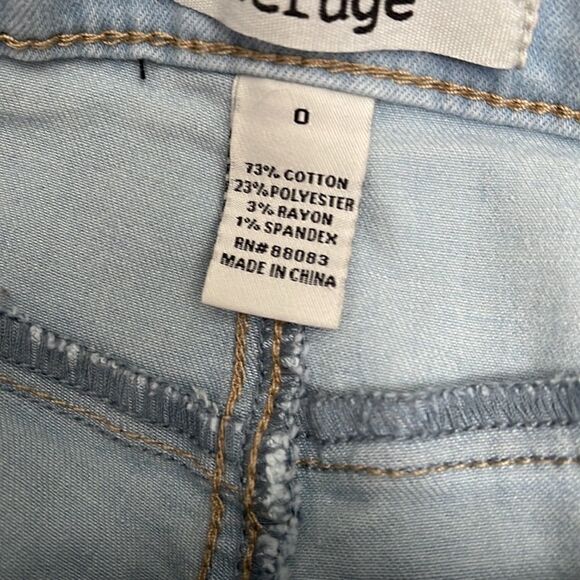 0
73% COTTON
23% POLYESTER
3% RAYON
1% SPANDEX
RN#88083
MADE IN CHINA